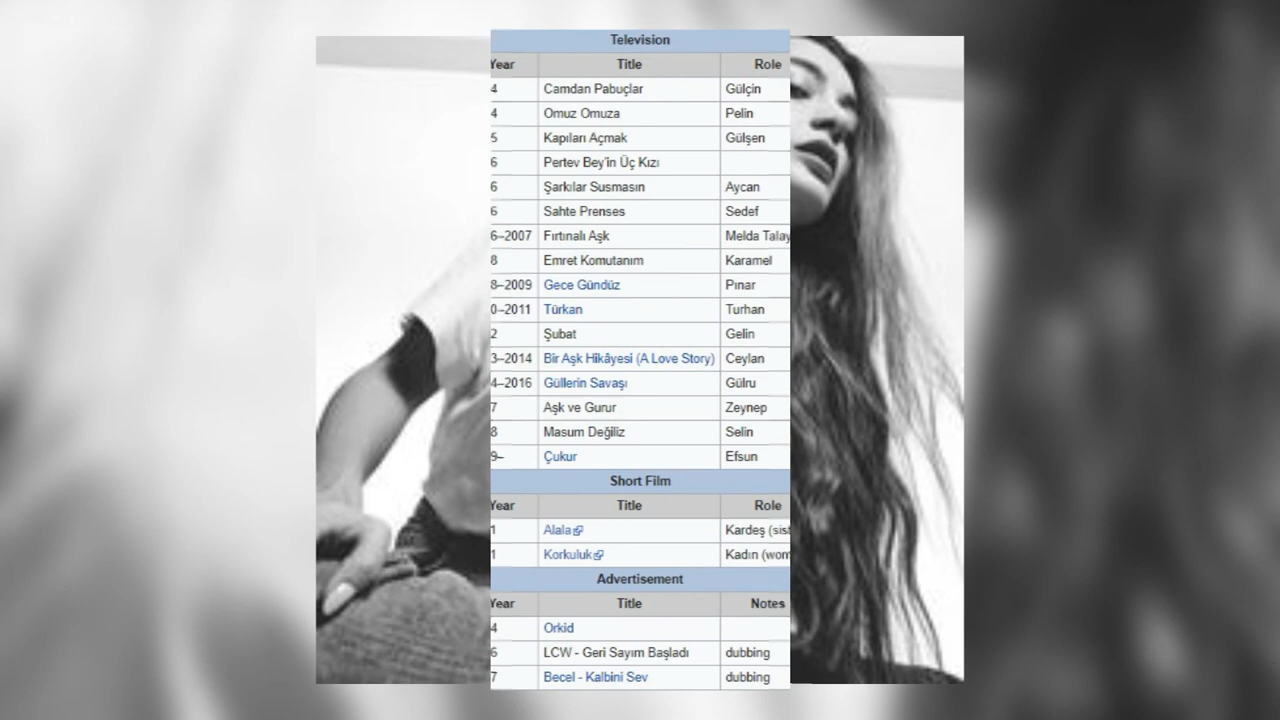 Television
Year Title Role
4 Camdan Pabuçlar Gülçin
4 Omuz Omuza Pelin
5 Kapıları Açmak Gülşen
6 Pertev Bey'in Üç Kızı
6 Şarkılar Susmasın Aycan
6 Sahte Prenses Sedef
6–2007 Fırtınalı Aşk Melda Talay
8 Emret Komutanım Karamel
8–2009 Gece Gündüz Pınar
0–2011 Türkan Turhan
2 Şubat Gelin
3–2014 Bir Aşk Hikâyesi (A Love Story) Ceylan
4–2016 Güllerin Savaşı Gülru
7 Aşk ve Gurur Zeynep
8 Masum Değiliz Selin
9– Çukur Efsun
Short Film
Year Title Role
1 Alala Kardeş (sist
1 Korkuluk Kadın (wom
Advertisement
Year Title Notes
4 Orkid
6 LCW - Geri Sayım Başladı dubbing
7 Becel - Kalbini Sev dubbing